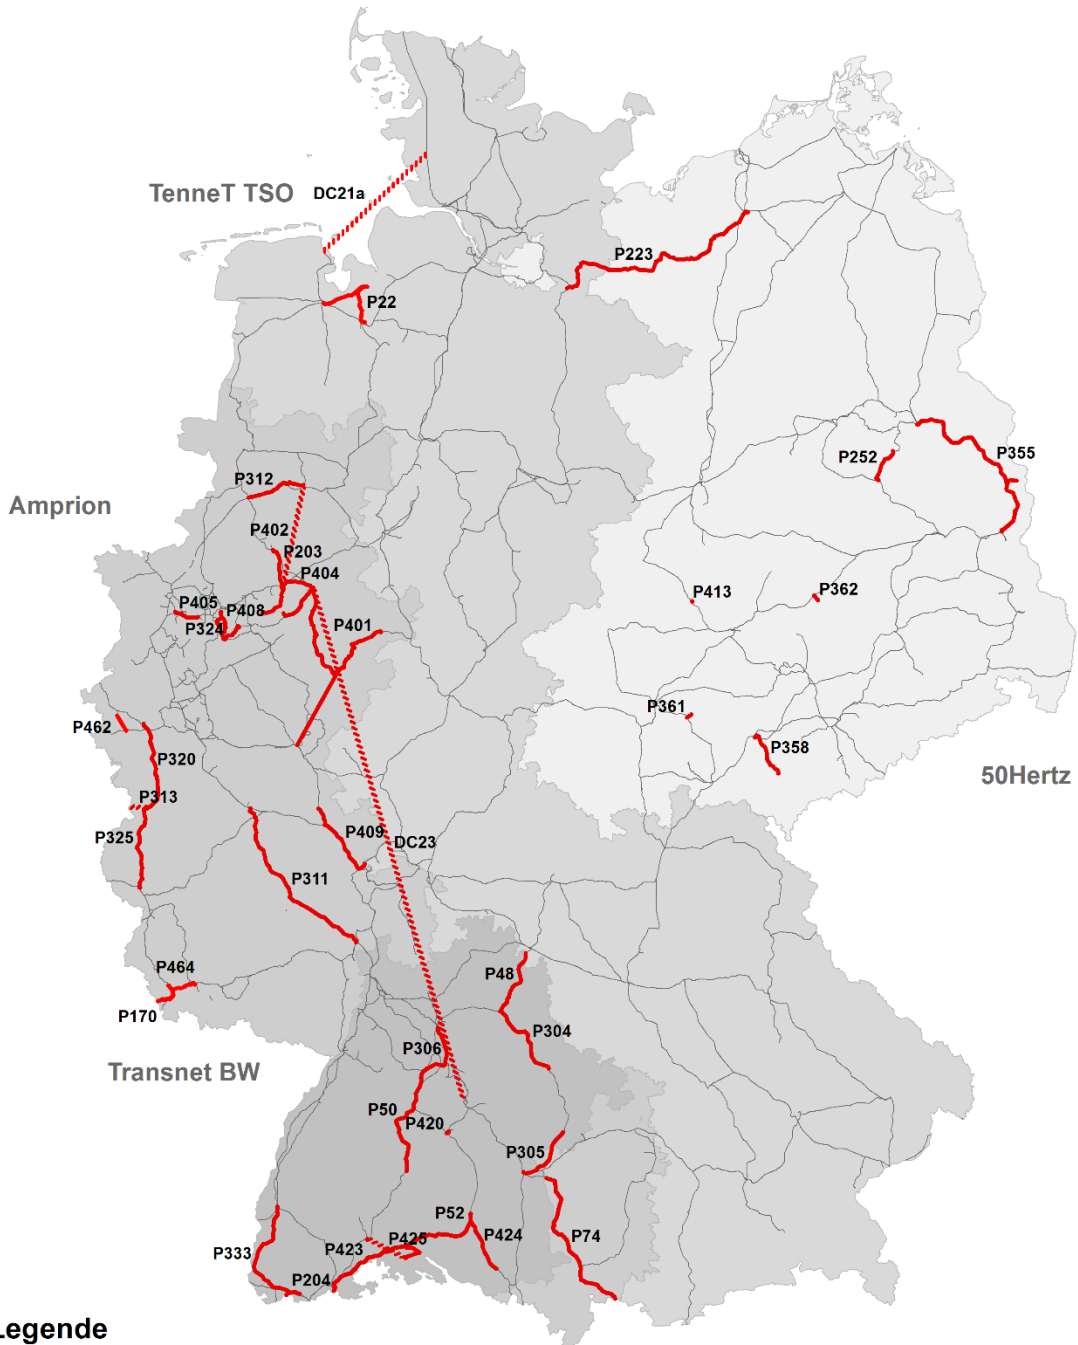 TenneT TSO
DC21a
P223
P22
P252
P355
P312
Amprion
P402
P203
P404
P405
P408
P324
P401
P413
P362
P462
P320
P361
P358
50Hertz
P313
P325
P409
DC23
P311
P464
P48
P170
P304
P306
Transnet BW
P50
P420
P305
P52
P424
P74
P425
P423
P333
P204
Legende